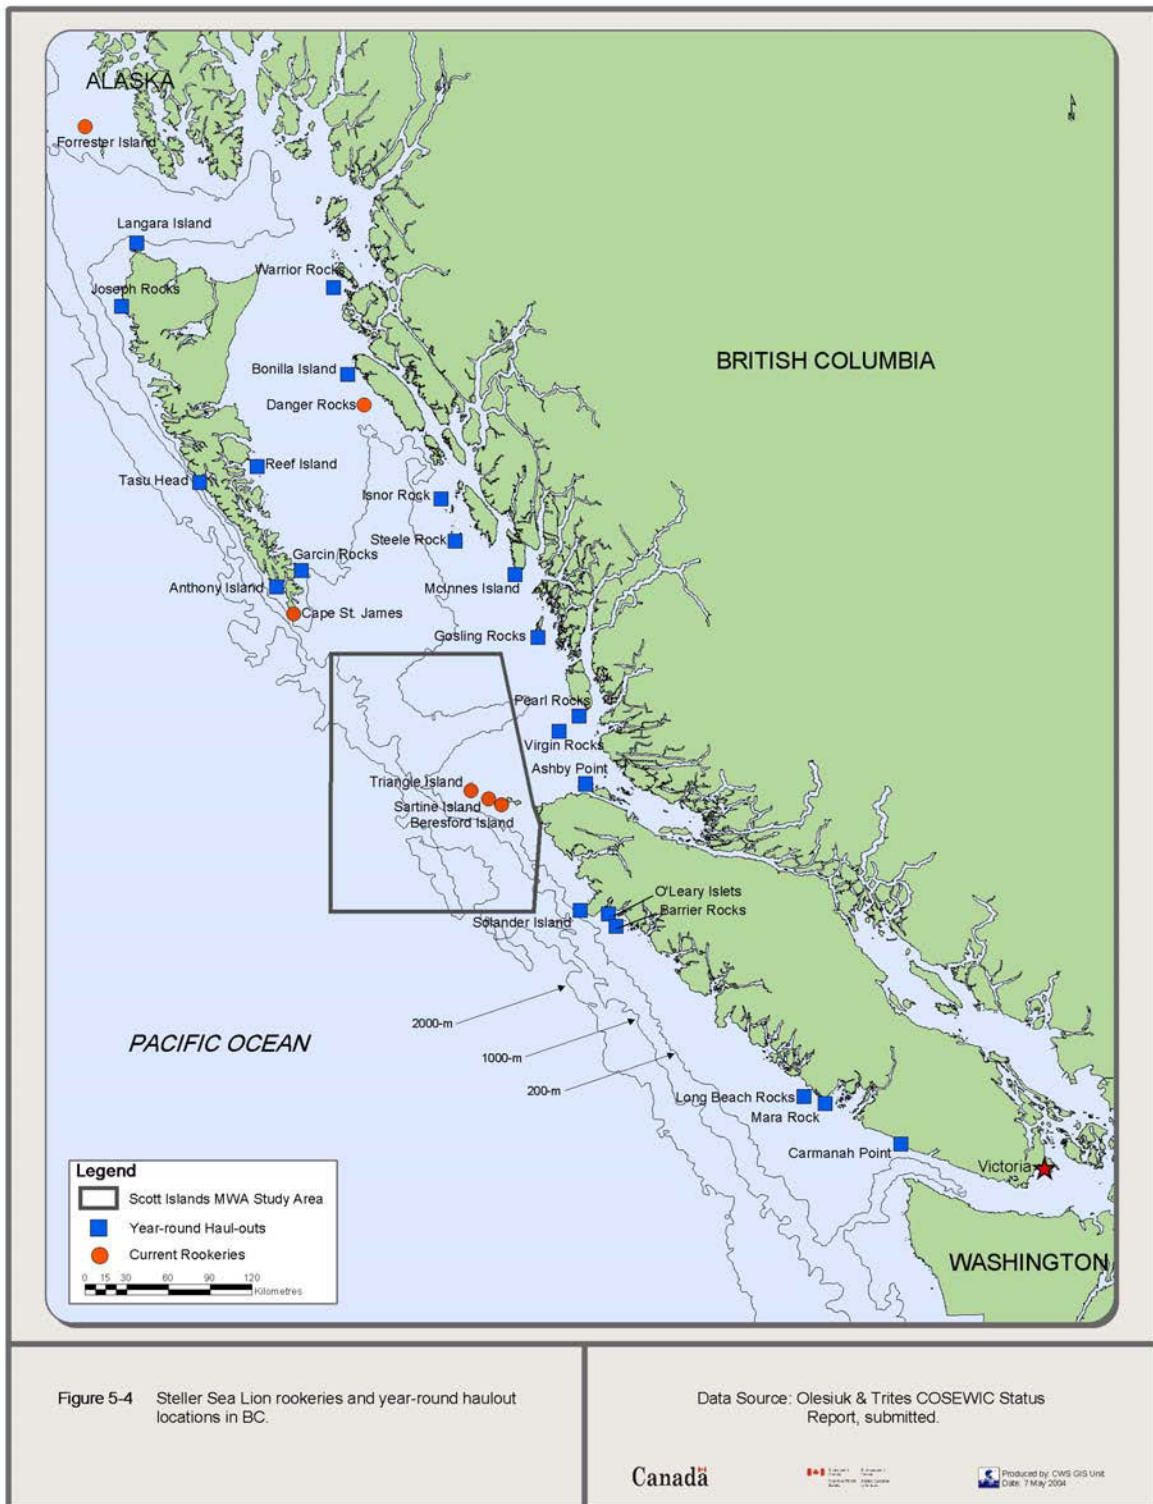 ALASKA
Forrester Island
N
Langara Island
Warrior Rocks
Joseph Rocks
BRITISH COLUMBIA
Bonilla Island
Danger Rocks
Reef Island
Tasu Head
Isnor Rock
Steele Rock
Garcin Rocks
Anthony Island
McInnes Island
Cape St. James
Gosling Rocks
Pearl Rocks
Virgin Rocks
Ashby Point
Triangle Island
Sartine Island
Beresford Island
O'Leary Islets
Barrier Rocks
Solander Island
2000-m
PACIFIC OCEAN
1000-m
200-m
Long Beach Rocks
Mara Rock
Carmanah Point
Victoria
WASHINGTON
Legend
Scott Islands MWA Study Area
Year-round Haul-outs
Current Rookeries
0 15 30 60 90 120
Kilometres
Figure 5-4 Steller Sea Lion rookeries and year-round haulout
locations in BC.
Data Source: Olesiuk & Trites COSEWIC Status
Report, submitted.
Canada
Produced by: CWS GIS Unit
Date: 7 May 2004